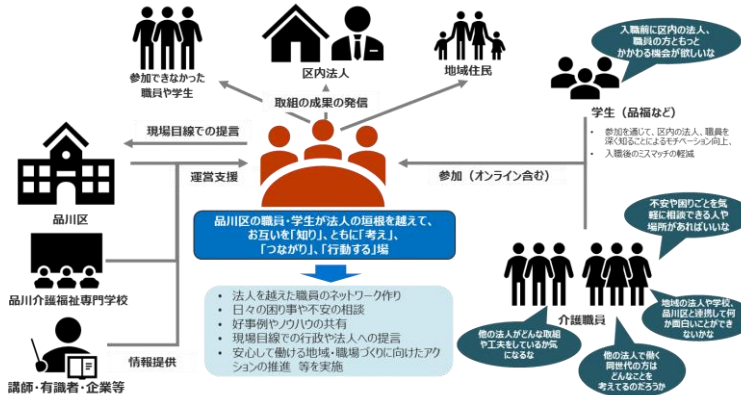 参加できなかった
職員や学生
区内法人
地域住民
入職前に区内の法人、
職員の方ともっと
かかわる機会が欲しいな
取組の成果の発信
学生（品福など）
・ 参加を通じて、区内の法人、職員を
深く知ることによるモチベーション向上、
・ 入職後のミスマッチの軽減
現場目線での提言
品川区
運営支援
参加（オンライン含む）
品川区の職員・学生が法人の垣根を越えて、
お互いを「知り」、ともに「考え」、
「つながり」、「行動する」場
不安や困りごとを気
軽に相談できる人や
場所があればいいな
品川介護福祉専門学校
・ 法人を越えた職員のネットワーク作り
・ 日々の困り事や不安の相談
・ 好事例やノウハウの共有
・ 現場目線での行政や法人への提言
・ 安心して働ける地域・職場づくりに向けたアク
ションの推進 等を実施
介護職員
地域の法人や学校、
品川区と連携して何
か面白いことができ
ないかな
他の法人がどんな取組
や工夫をしているか気
になるな
他の法人で働く
同世代の方は
どんなことを
考えてるのだろうか
情報提供
講師・有識者・企業等